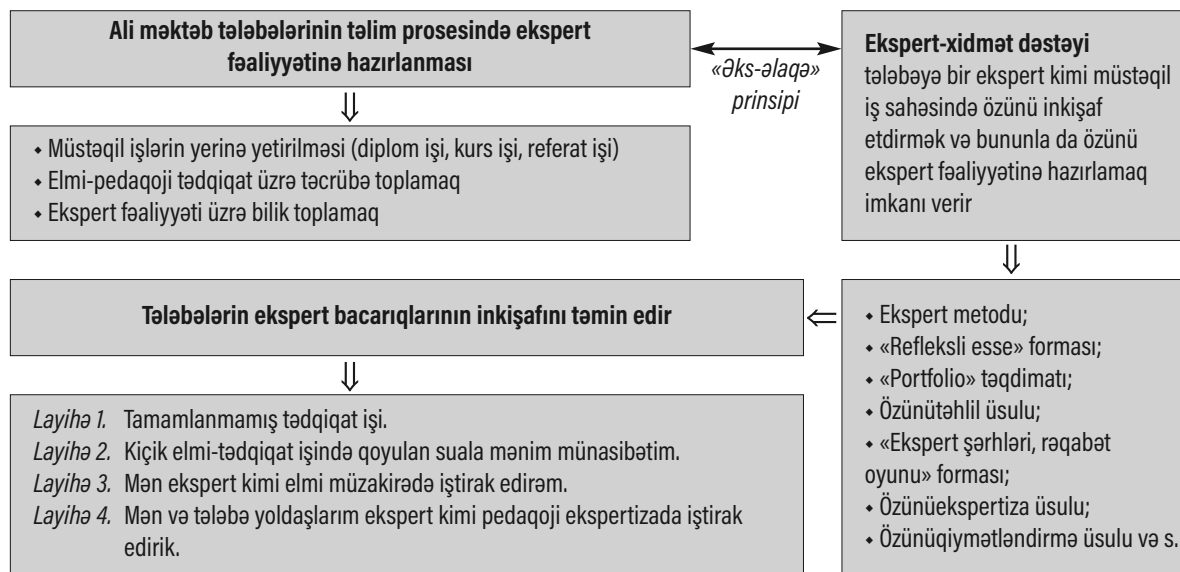 Ali məktəb tələbələrinin təlim prosesində ekspert
fəaliyyətinə hazırlanması
«Əks-əlaqə»
prinsipi
Ekspert-xidmət dəstəyi
tələbəyə bir ekspert kimi müstəqil
iş sahəsində özünü inkişaf
etdirmək və bununla da özünü
ekspert fəaliyyətinə hazırlamaq
imkanı verir
⇓
• Müstəqil işlərin yerinə yetirilməsi (diplom işi, kurs işi, referat işi)
• Elmi-pedaqoji tədqiqat üzrə təcrübə toplamaq
• Ekspert fəaliyyəti üzrə bilik toplamaq
⇓
• Ekspert metodu;
• «Refleksli esse» forması;
• «Portfolio» təqdimatı;
• Özünütəhlil üsulu;
• «Ekspert şərhləri, rəqabət
oyunu» forması;
• Özünüekspertiza üsulu;
• Özünüqiymətləndirmə üsulu və s.
⇐
Tələbələrin ekspert bacarıqlarının inkişafını təmin edir
⇓
Layihə 1. Tamamlanmamış tədqiqat işi.
Layihə 2. Kiçik elmi-tədqiqat işində qoyulan suala mənim münasibətim.
Layihə 3. Mən ekspert kimi elmi müzakirədə iştirak edirəm.
Layihə 4. Mən və tələbə yoldaşlarım ekspert kimi pedaqoji ekspertizada iştirak
edirik.